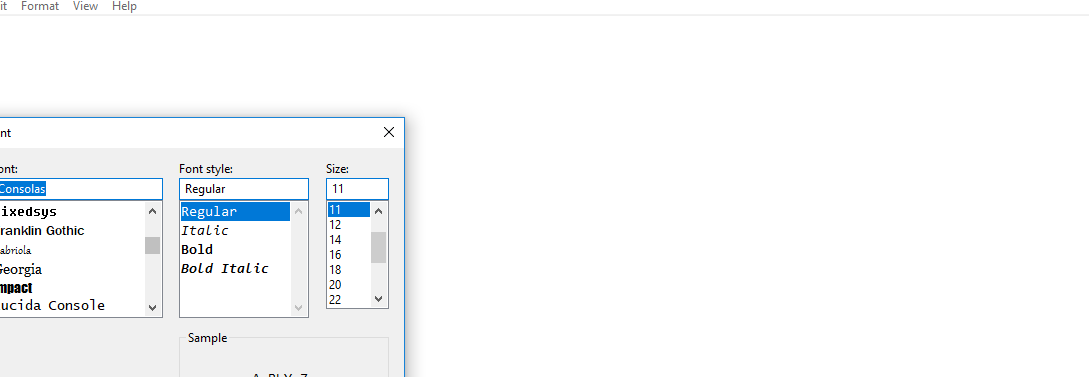 it Format View Help
nt
ont: Font style: Size:
Consolas Regular 11
ixedsys Regular 11
ranklin Gothic Italic 12
abriola Bold 14
Georgia Bold Italic 16
mpact 18
ucida Console 20
22
Sample